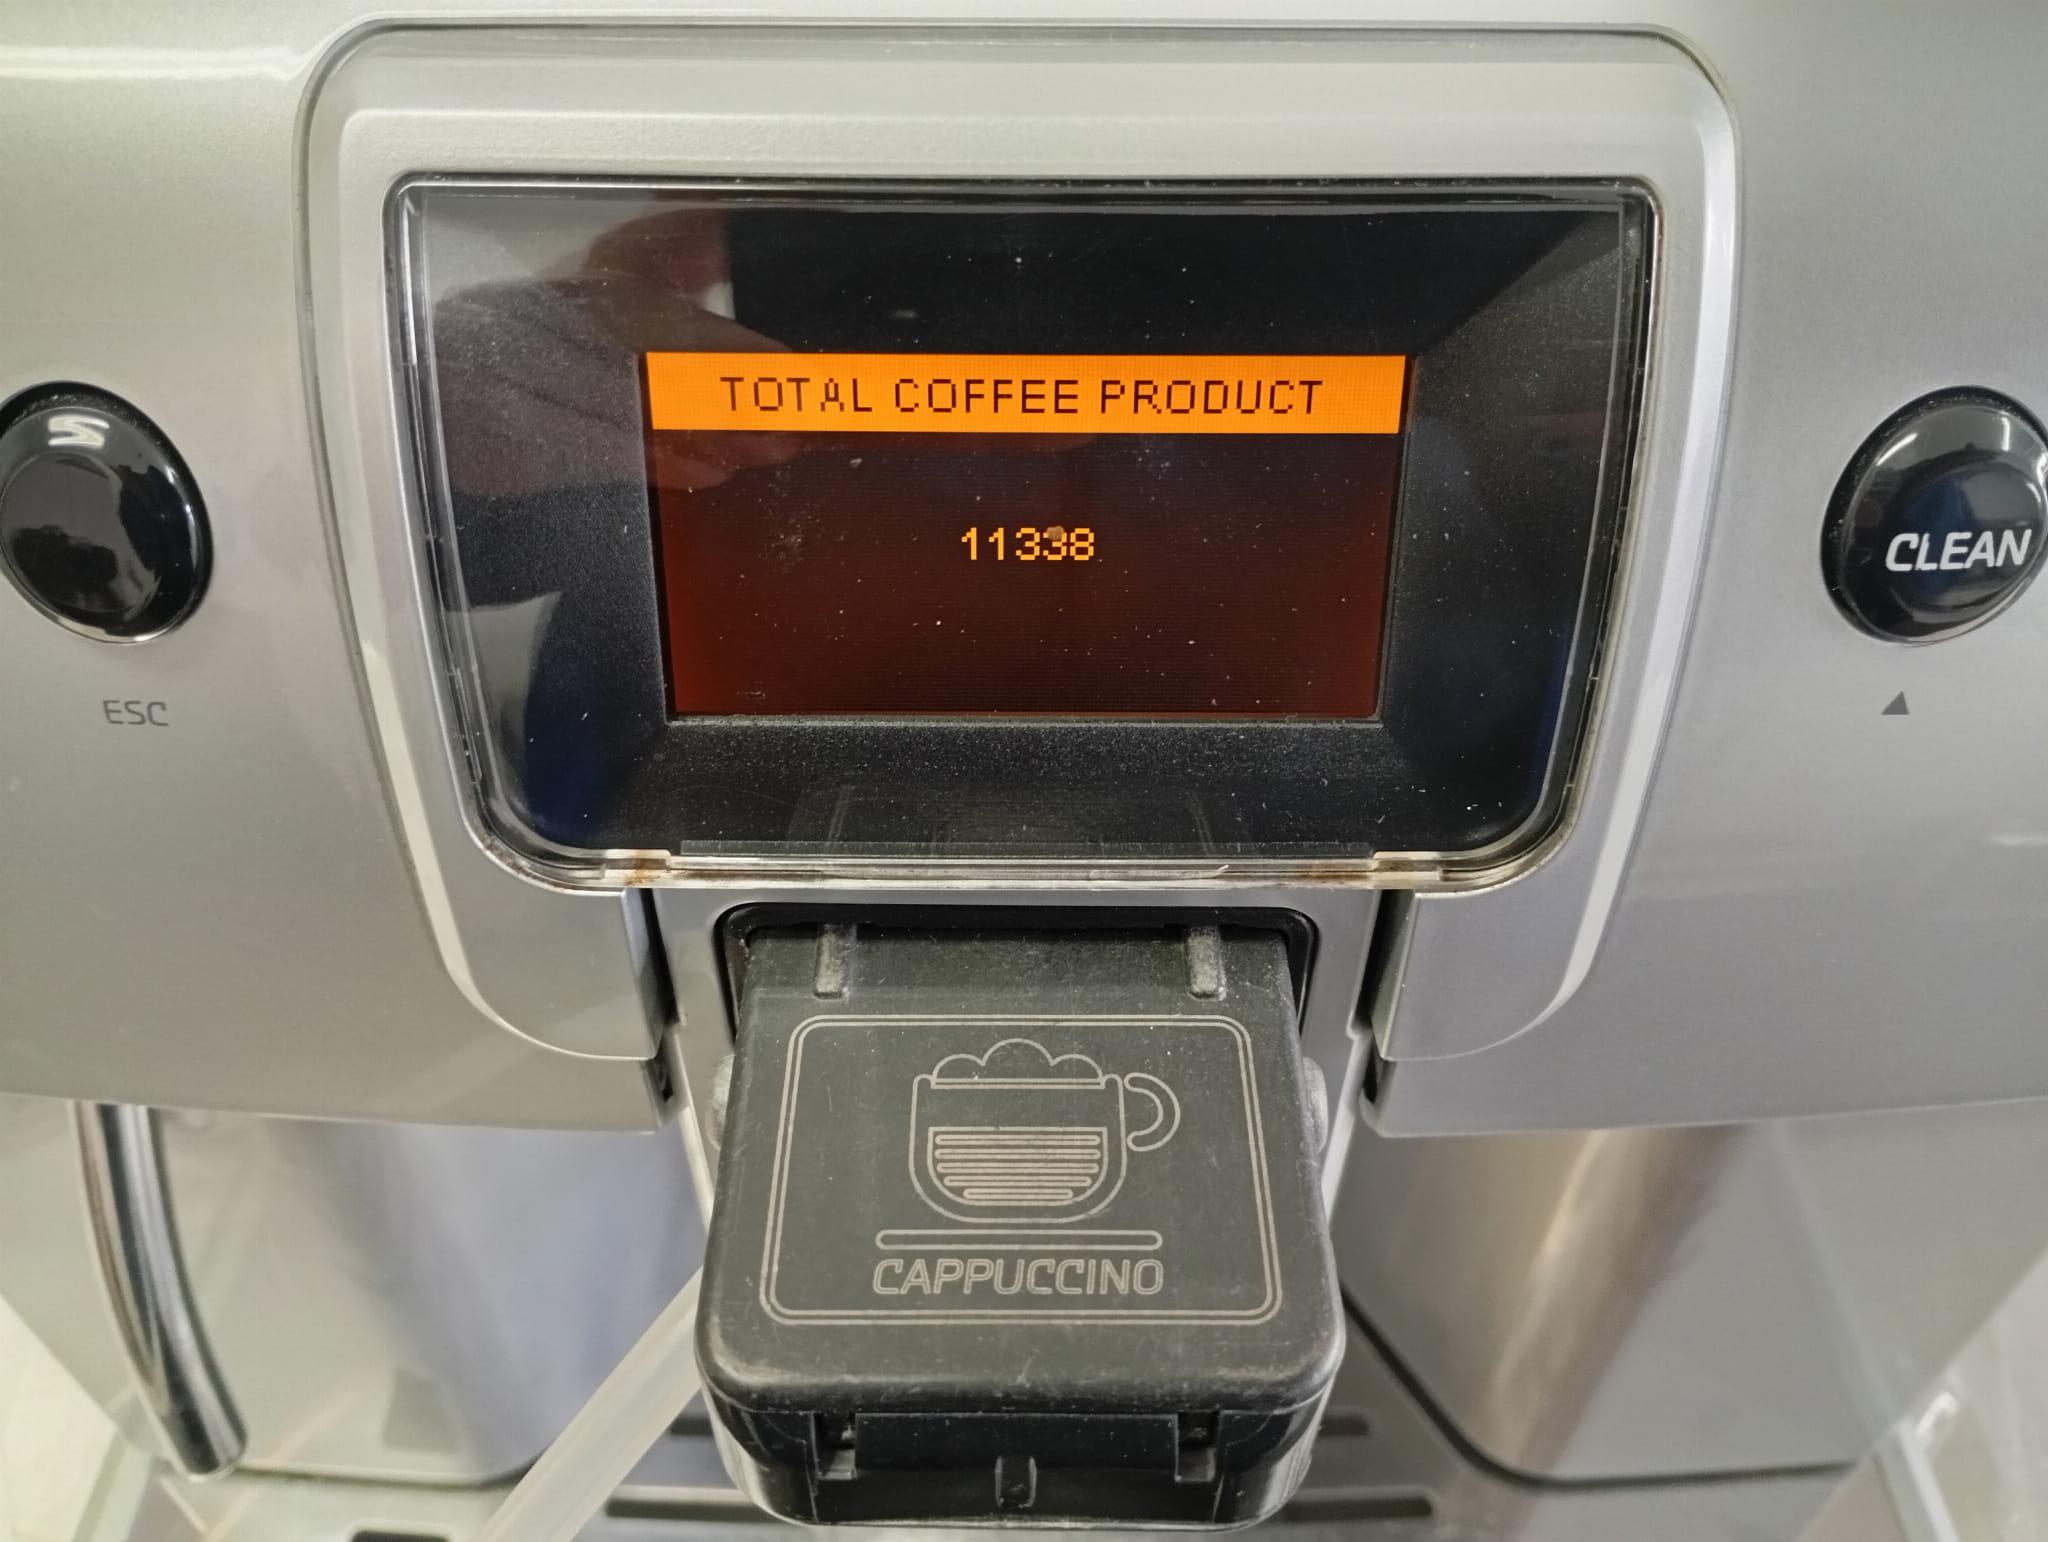 TOTAL COFFEE PRODUCT
11338
CLEAN
ESC
CAPPUCCINO